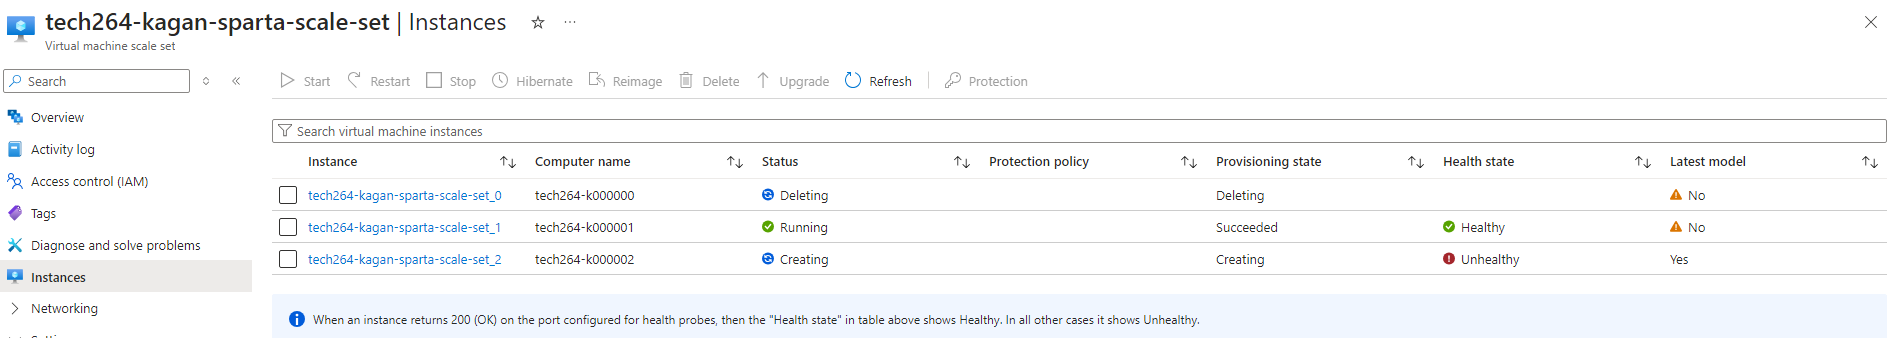 tech264-kagan-sparta-scale-set | Instances
Virtual machine scale set
Search
Start Restart Stop Hibernate Reimage Delete Upgrade Refresh Protection
Overview
Activity log
Access control (IAM)
Tags
Diagnose and solve problems
Instances
Networking
Search virtual machine instances
Instance Computer name Status Protection policy Provisioning state Health state Latest model
tech264-kagan-sparta-scale-set_0 tech264-k000000 Deleting Deleting No
tech264-kagan-sparta-scale-set_1 tech264-k000001 Running Succeeded Healthy No
tech264-kagan-sparta-scale-set_2 tech264-k000002 Creating Creating Unhealthy Yes
When an instance returns 200 (OK) on the port configured for health probes, then the "Health state" in table above shows Healthy. In all other cases it shows Unhealthy.